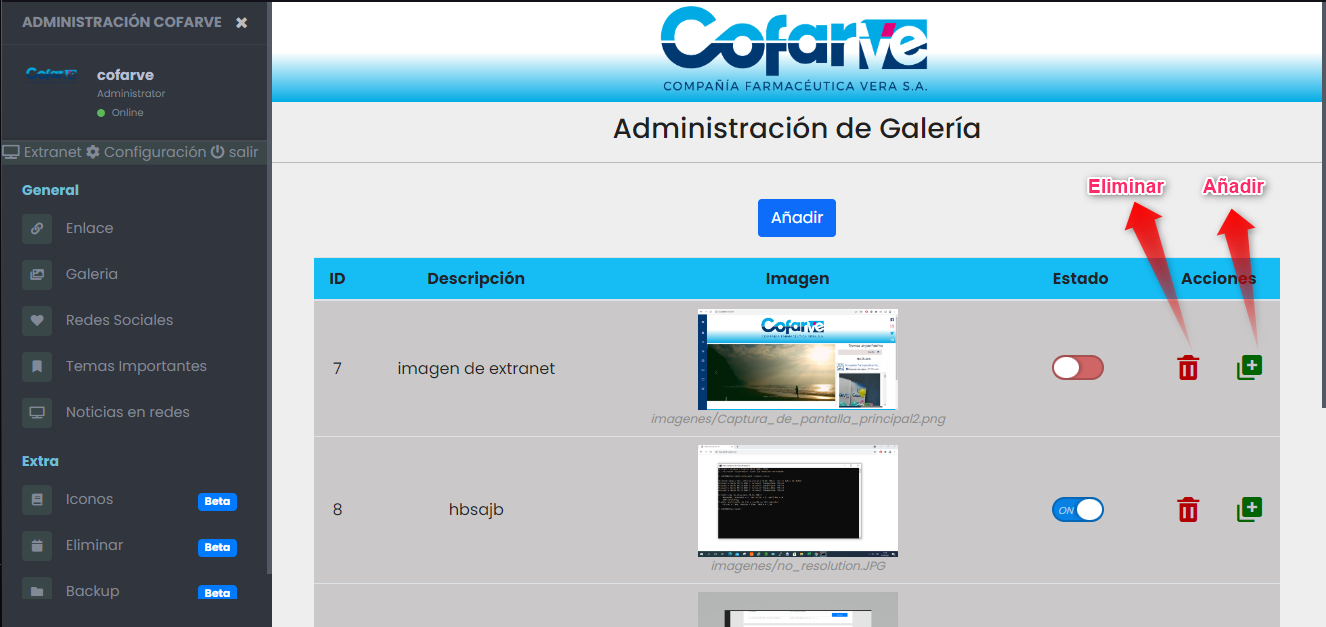 ADMINISTRACIÓN COFARVE
Cofarve
cofarve
Administrator
Online
Extranet Configuración salir
General
Enlace
Galeria
Redes Sociales
Temas Importantes
Noticias en redes
Extra
Iconos Beta
Eliminar Beta
Backup Beta
Cofarve
COMPAÑÍA FARMACÉUTICA VERA S.A.
Administración de Galería
Eliminar Añadir
Añadir
ID Descripción Imagen Estado Acciones
Cofarve
7 imagen de extranet
imagenes/Captura_de_pantalla_principal2.png
8 hbsajb ON
imagenes/no_resolution.JPG